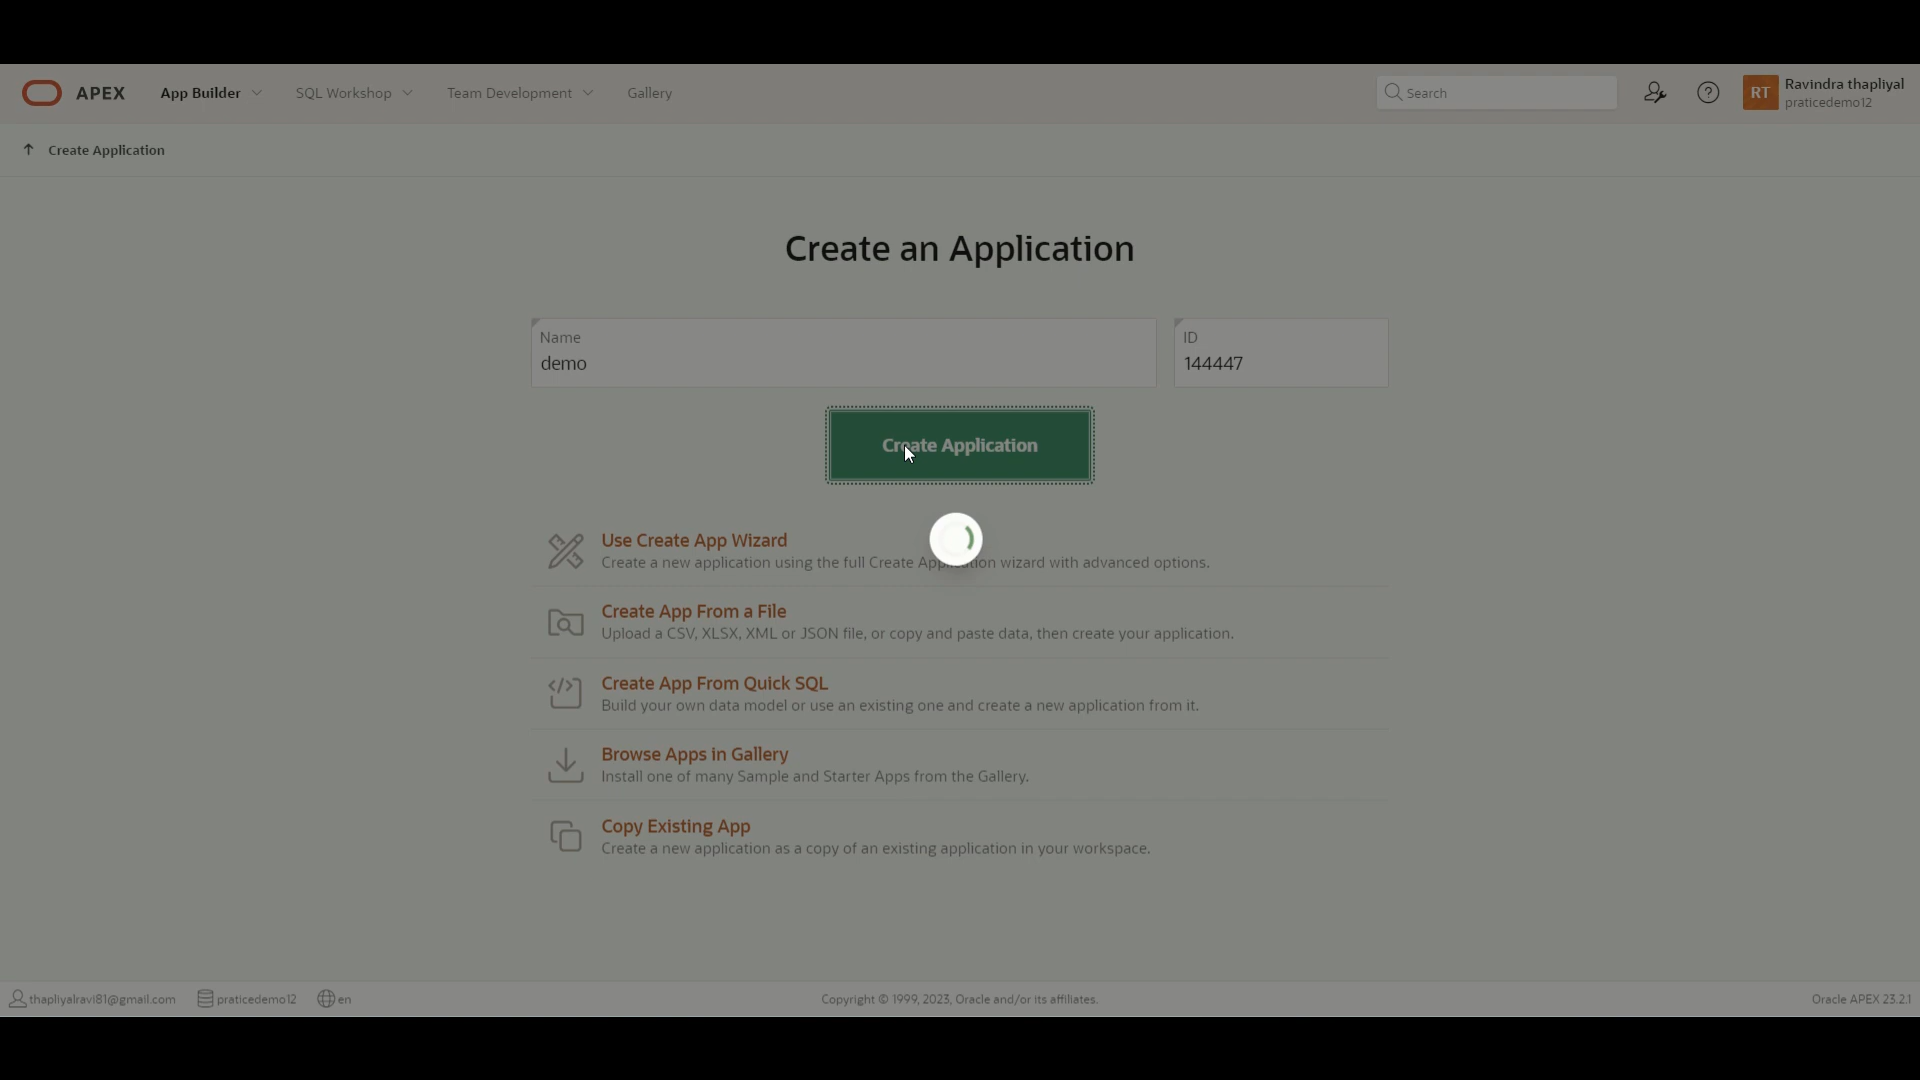 APEX App Builder SQL Workshop Team Development Gallery Search RT Ravindra thapliyal
praticedemo12
Create Application
Create an Application
Name ID
demo 144447
Create Application
Use Create App Wizard
Create a new application using the full Create Application wizard with advanced options.
Create App From a File
Upload a CSV, XLSX, XML or JSON file, or copy and paste data, then create your application.
Create App From Quick SQL
Build your own data model or use an existing one and create a new application from it.
Browse Apps in Gallery
Install one of many Sample and Starter Apps from the Gallery.
Copy Existing App
Create a new application as a copy of an existing application in your workspace.
thapliyalravi81@gmail.com praticedemo12 en Copyright © 1999, 2023, Oracle and/or its affiliates. Oracle APEX 23.2.1